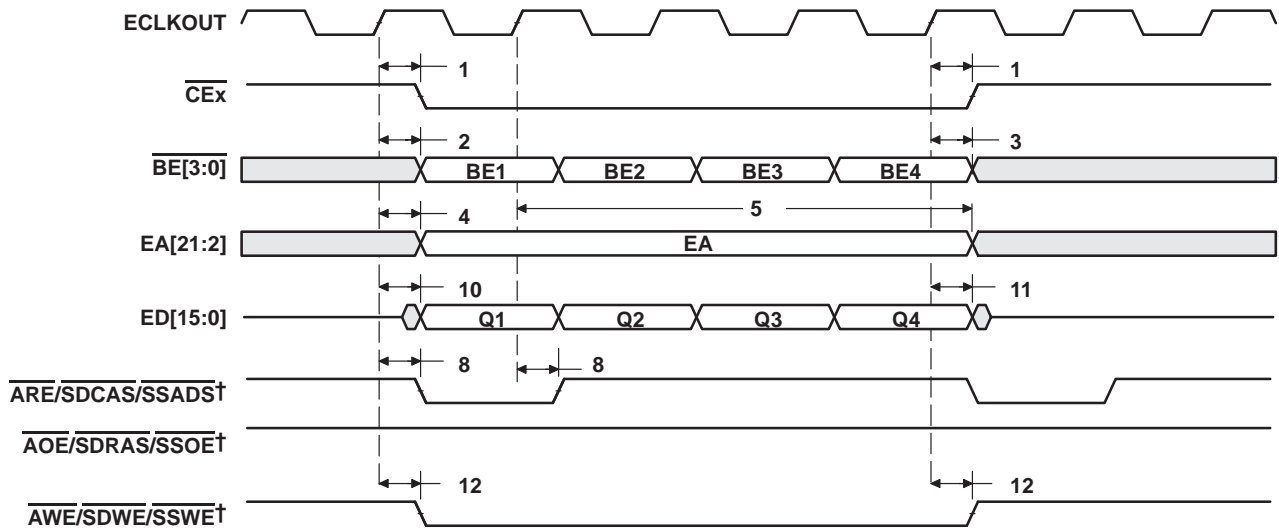 ECLKOUT
1 1
CEx
2 3
BE[3:0] BE1 BE2 BE3 BE4
4 5
EA[21:2] EA
10 11
ED[15:0] Q1 Q2 Q3 Q4
8 8
ARE/SDCAS/SSADS†
AOE/SDRAS/SSOE†
12 12
AWE/SDWE/SSWE†